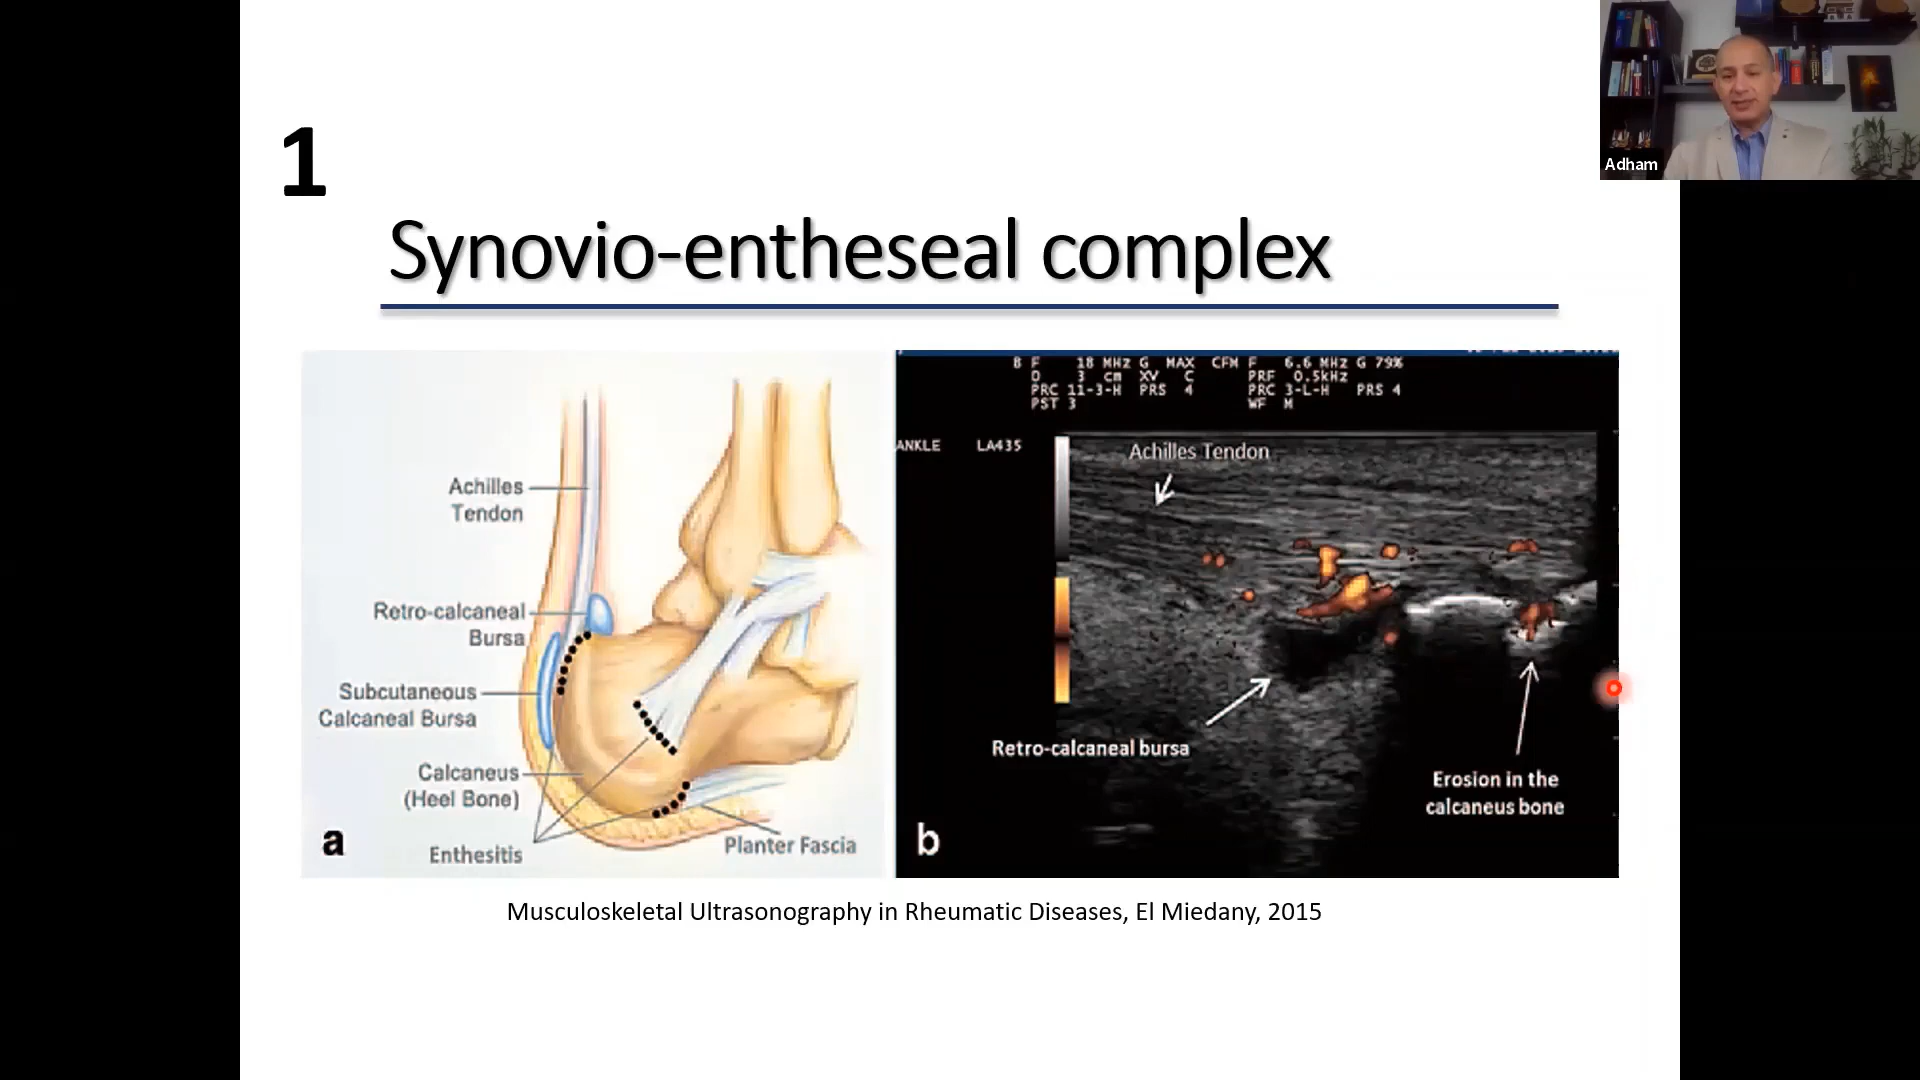 Adham
1
Synovio-entheseal complex
Achilles
Tendon
Retro-calcaneal
Bursa
Subcutaneous
Calcaneal Bursa
Calcaneus
(Heel Bone)
Enthesitis
Planter Fascia
a
B F 18 MHz G MAX CFM F 6.6 MHz G 79%
D 3 cm XV C PRF 0.5kHz
PRC 11-3-H PRS 4 PRC 3-L-H PRS 4
PST 3 WF M
ANKLE LA435
Achilles Tendon
Retro-calcaneal bursa
Erosion in the
calcaneus bone
b
Musculoskeletal Ultrasonography in Rheumatic Diseases, El Miedany, 2015